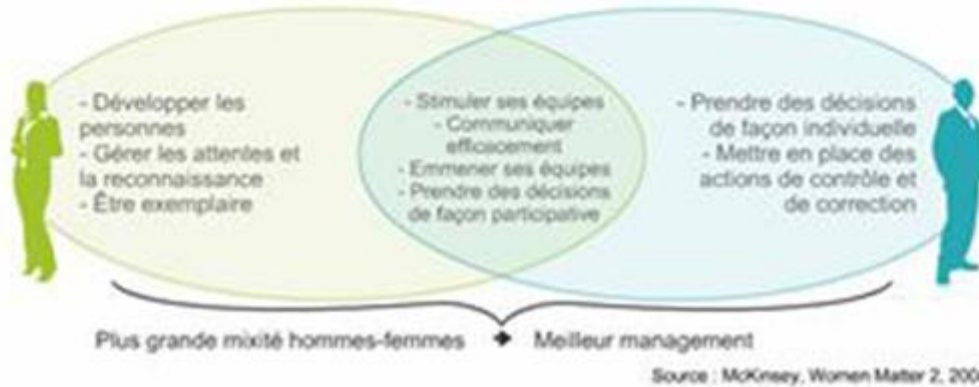 - Développer les
personnes
- Gérer les attentes et
la reconnaissance
- Être exemplaire
- Stimuler ses équipes
- Communiquer
efficacement
- Emmener ses équipes
- Prendre des décisions
de façon participative
- Prendre des décisions
de façon individuelle
- Mettre en place des
actions de contrôle et
de correction
Plus grande mixité hommes-femmes
Meilleur management
Source : McKinsey, Women Matter 2,